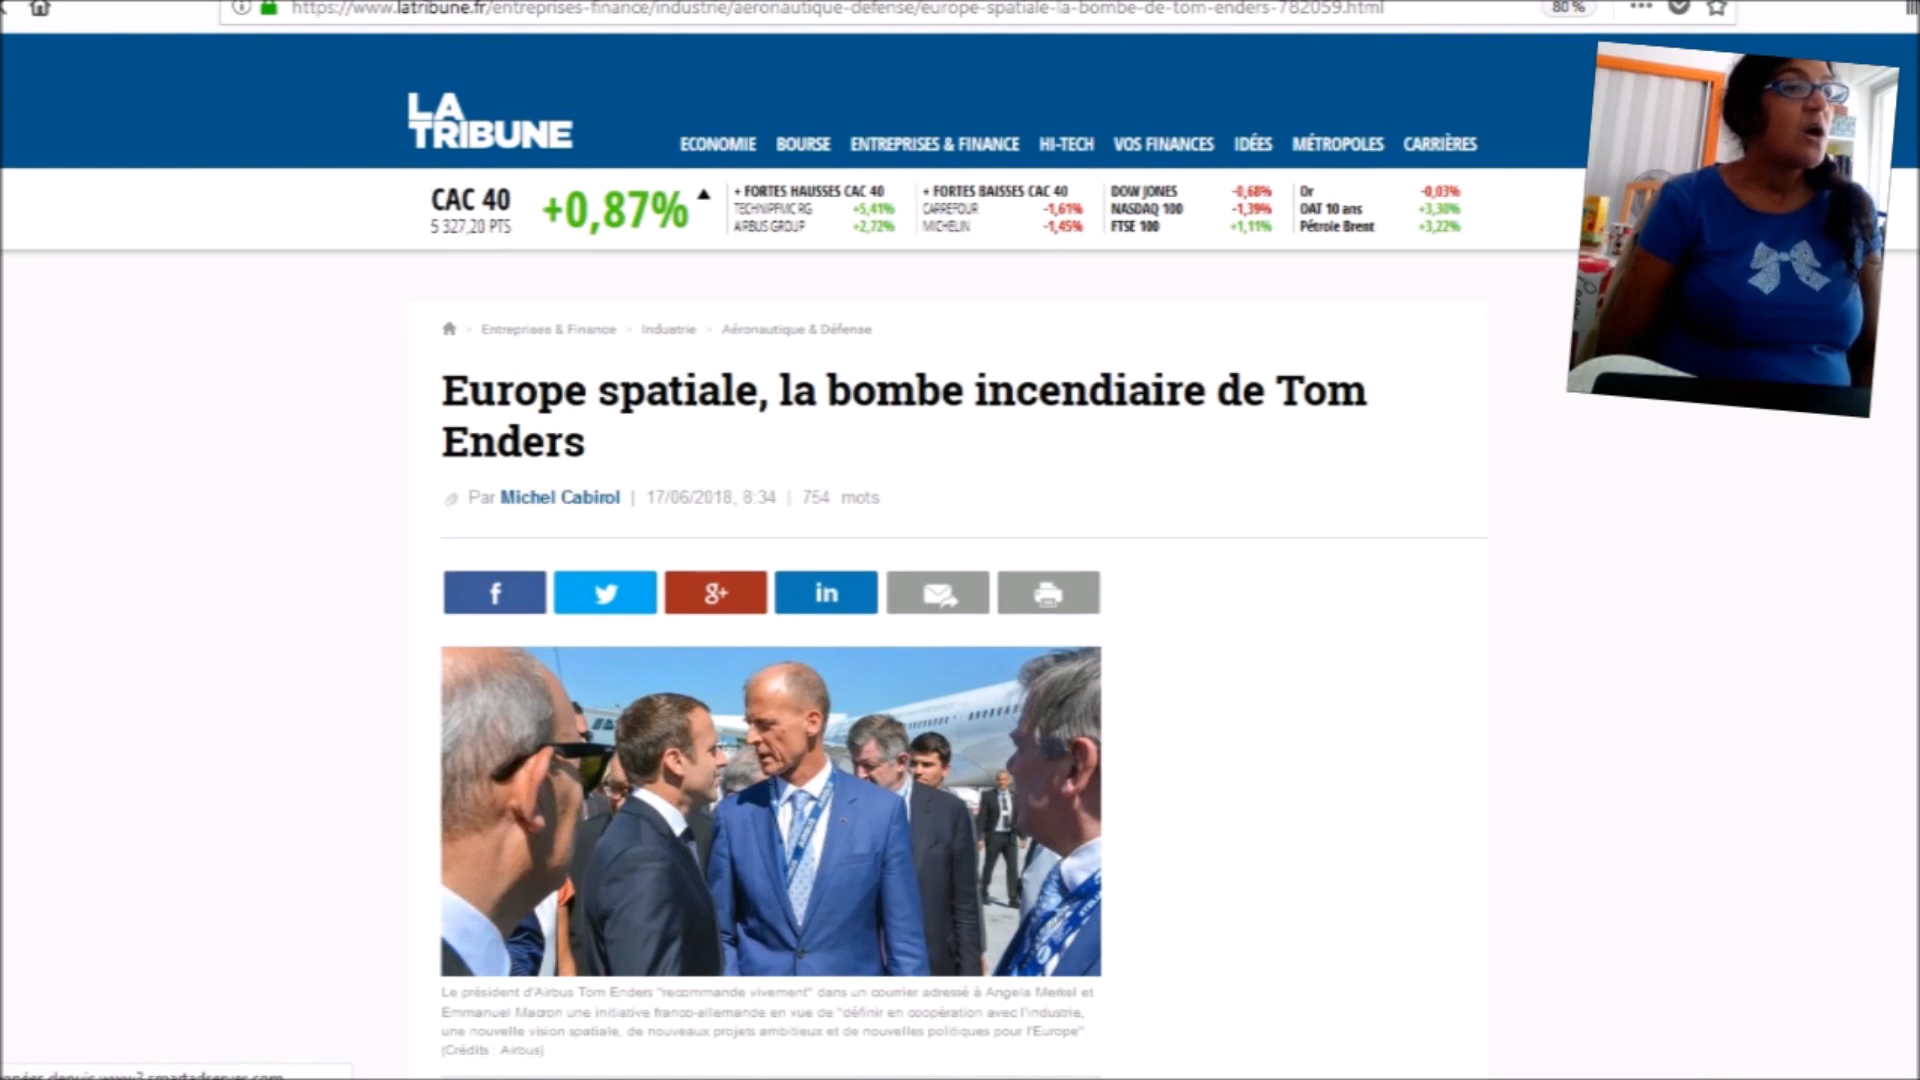 https://www.latribune.fr/entreprises-finance/industrie/aeronautique-defense/europe-spatiale-la-bombe-de-tom-enders-782059.html
80 %
LA
TRIBUNE
ECONOMIE BOURSE ENTREPRISES & FINANCE HI-TECH VOS FINANCES IDÉES MÉTROPOLES CARRIÈRES
CAC 40
5 327,20 PTS
+0,87%
+ FORTES HAUSSES CAC 40
TECHNIPFMC RG +5,41%
AIRBUS GROUP +2,72%
+ FORTES BAISSES CAC 40
CARREFOUR -1,61%
MICHELIN -1,45%
DOW JONES -0,68%
NASDAQ 100 -1,39%
FTSE 100 +1,11%
Or -0,03%
OAT 10 ans +3,30%
Pétrole Brent +3,22%
> Entreprises & Finance > Industrie > Aéronautique & Défense
Europe spatiale, la bombe incendiaire de Tom
Enders
Par Michel Cabirol | 17/06/2018, 8:34 | 754 mots
f
g+
in
Le président d'Airbus Tom Enders "recommande vivement" dans un courrier adressé à Angela Merkel et
Emmanuel Macron une initiative franco-allemande en vue de "définir en coopération avec l'industrie,
une nouvelle vision spatiale, de nouveaux projets ambitieux et de nouvelles politiques pour l'Europe".
(Crédits : Airbus)
depuis www3.smartadserver.com